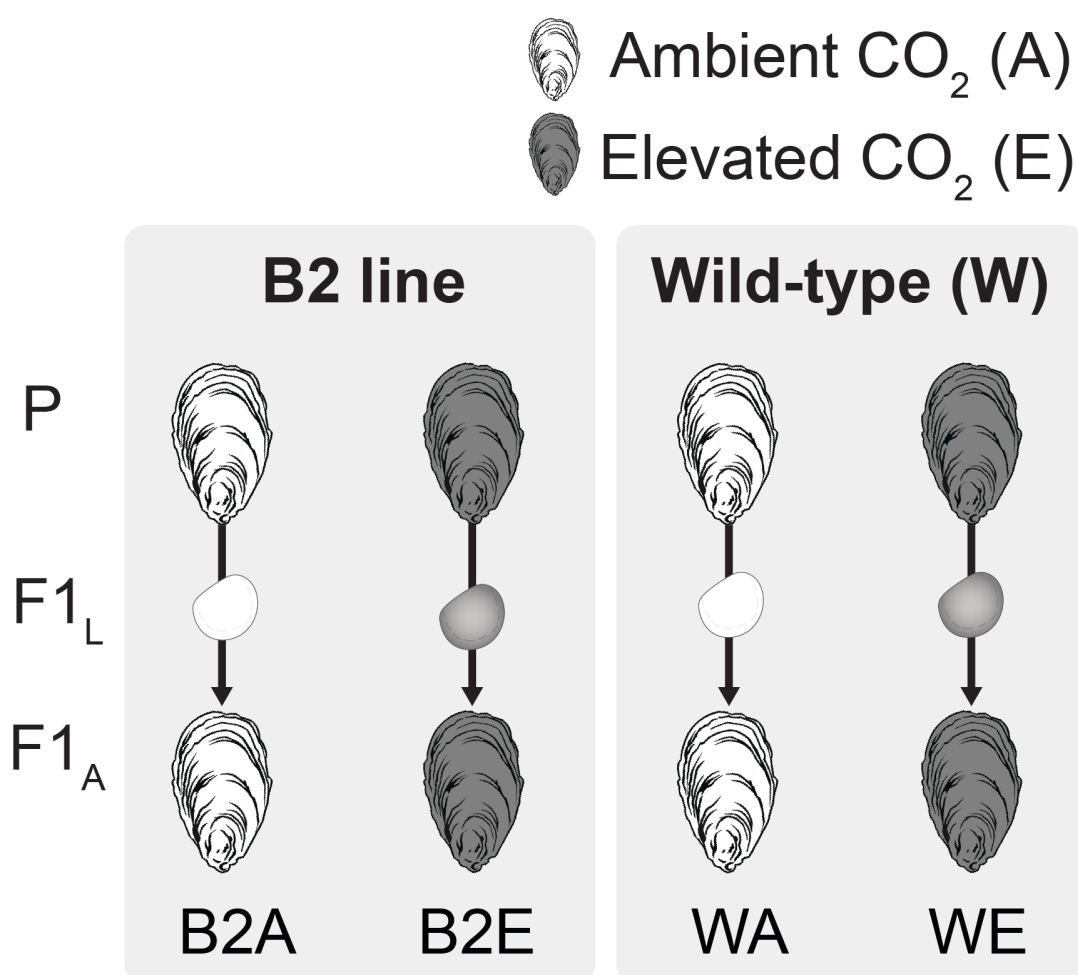 Ambient CO₂ (A)
Elevated CO₂ (E)
B2 line
Wild-type (W)
P
F1L
F1A
B2A
B2E
WA
WE